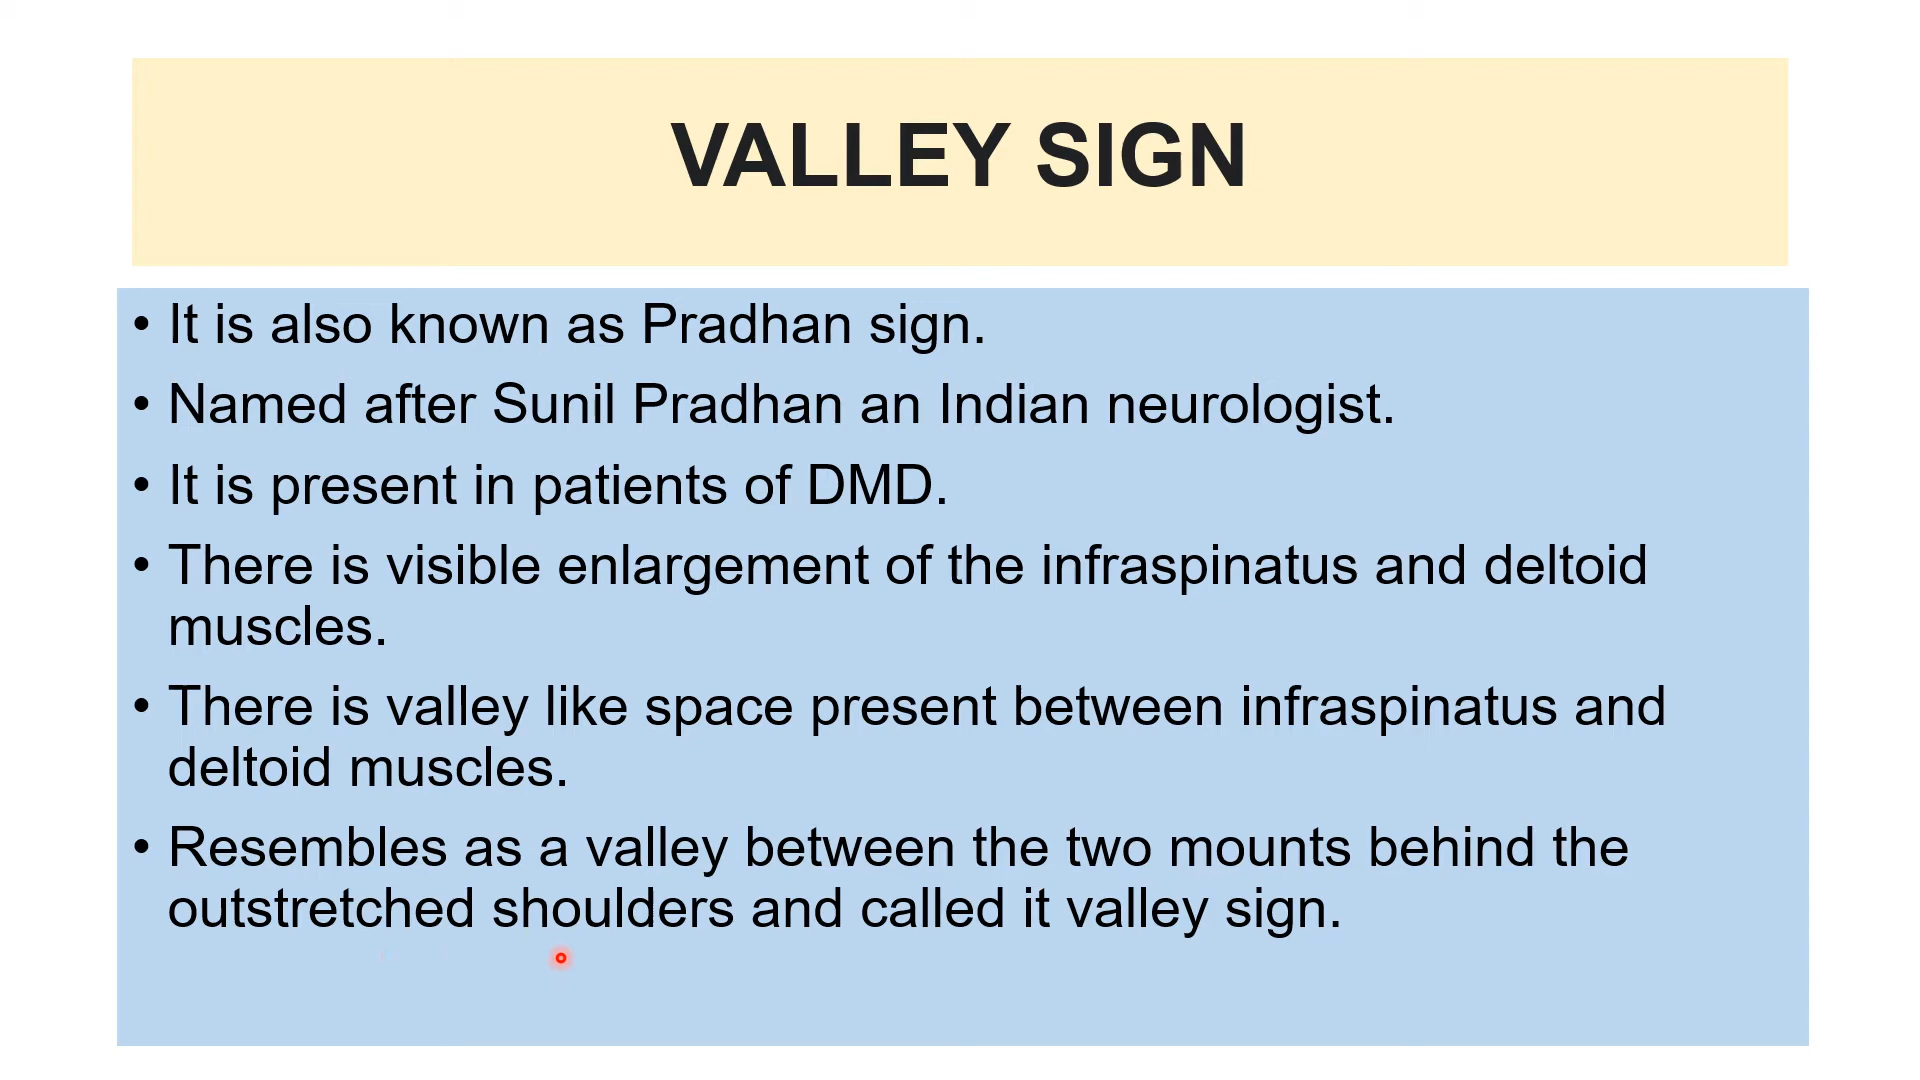 VALLEY SIGN
• It is also known as Pradhan sign.
• Named after Sunil Pradhan an Indian neurologist.
• It is present in patients of DMD.
• There is visible enlargement of the infraspinatus and deltoid
muscles.
• There is valley like space present between infraspinatus and
deltoid muscles.
• Resembles as a valley between the two mounts behind the
outstretched shoulders and called it valley sign.